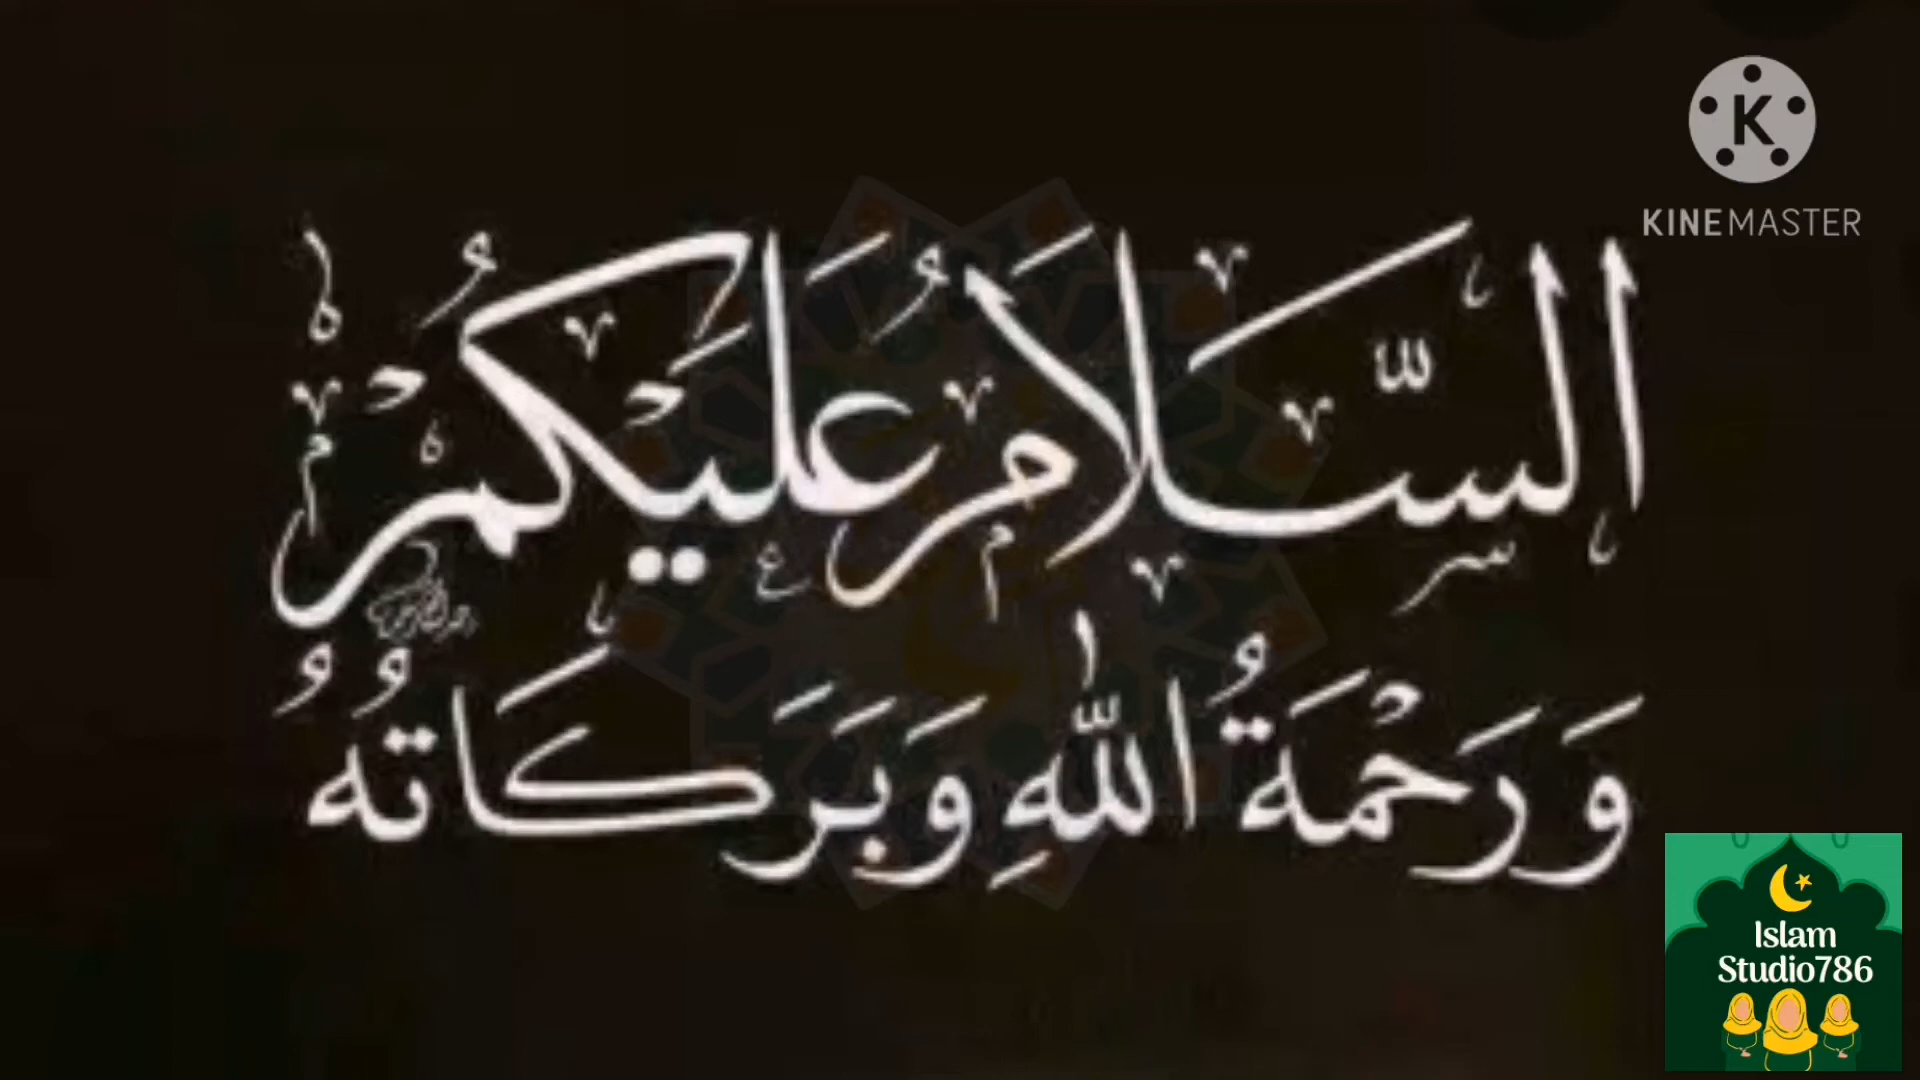 KINEMASTER
السَّلَامُ عَلَيْكُمْ
وَرَحْمَةُ اللّٰهِ وَبَرَكَاتُهُ
Islam
Studio786